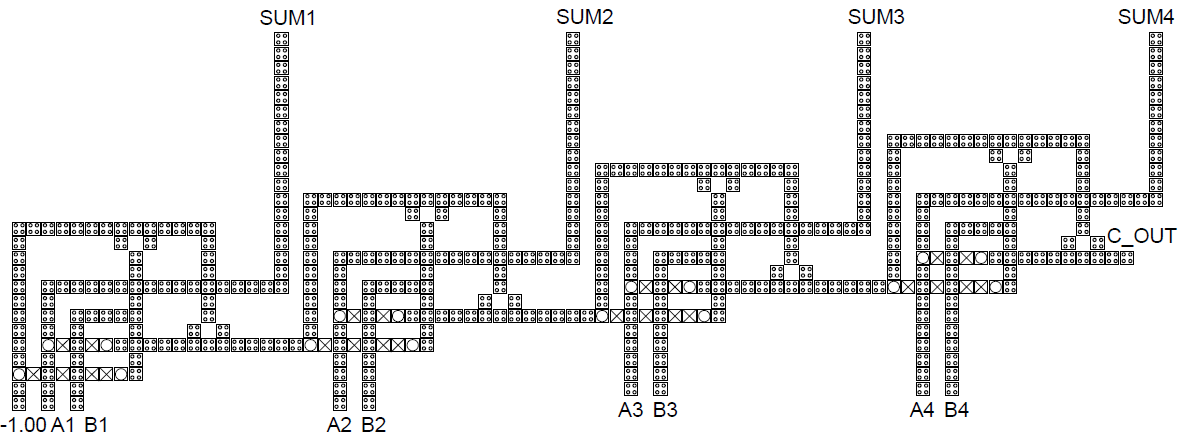 SUM1 SUM2 SUM3 SUM4
C_OUT
A3 B3 A4 B4
-1.00 A1 B1 A2 B2